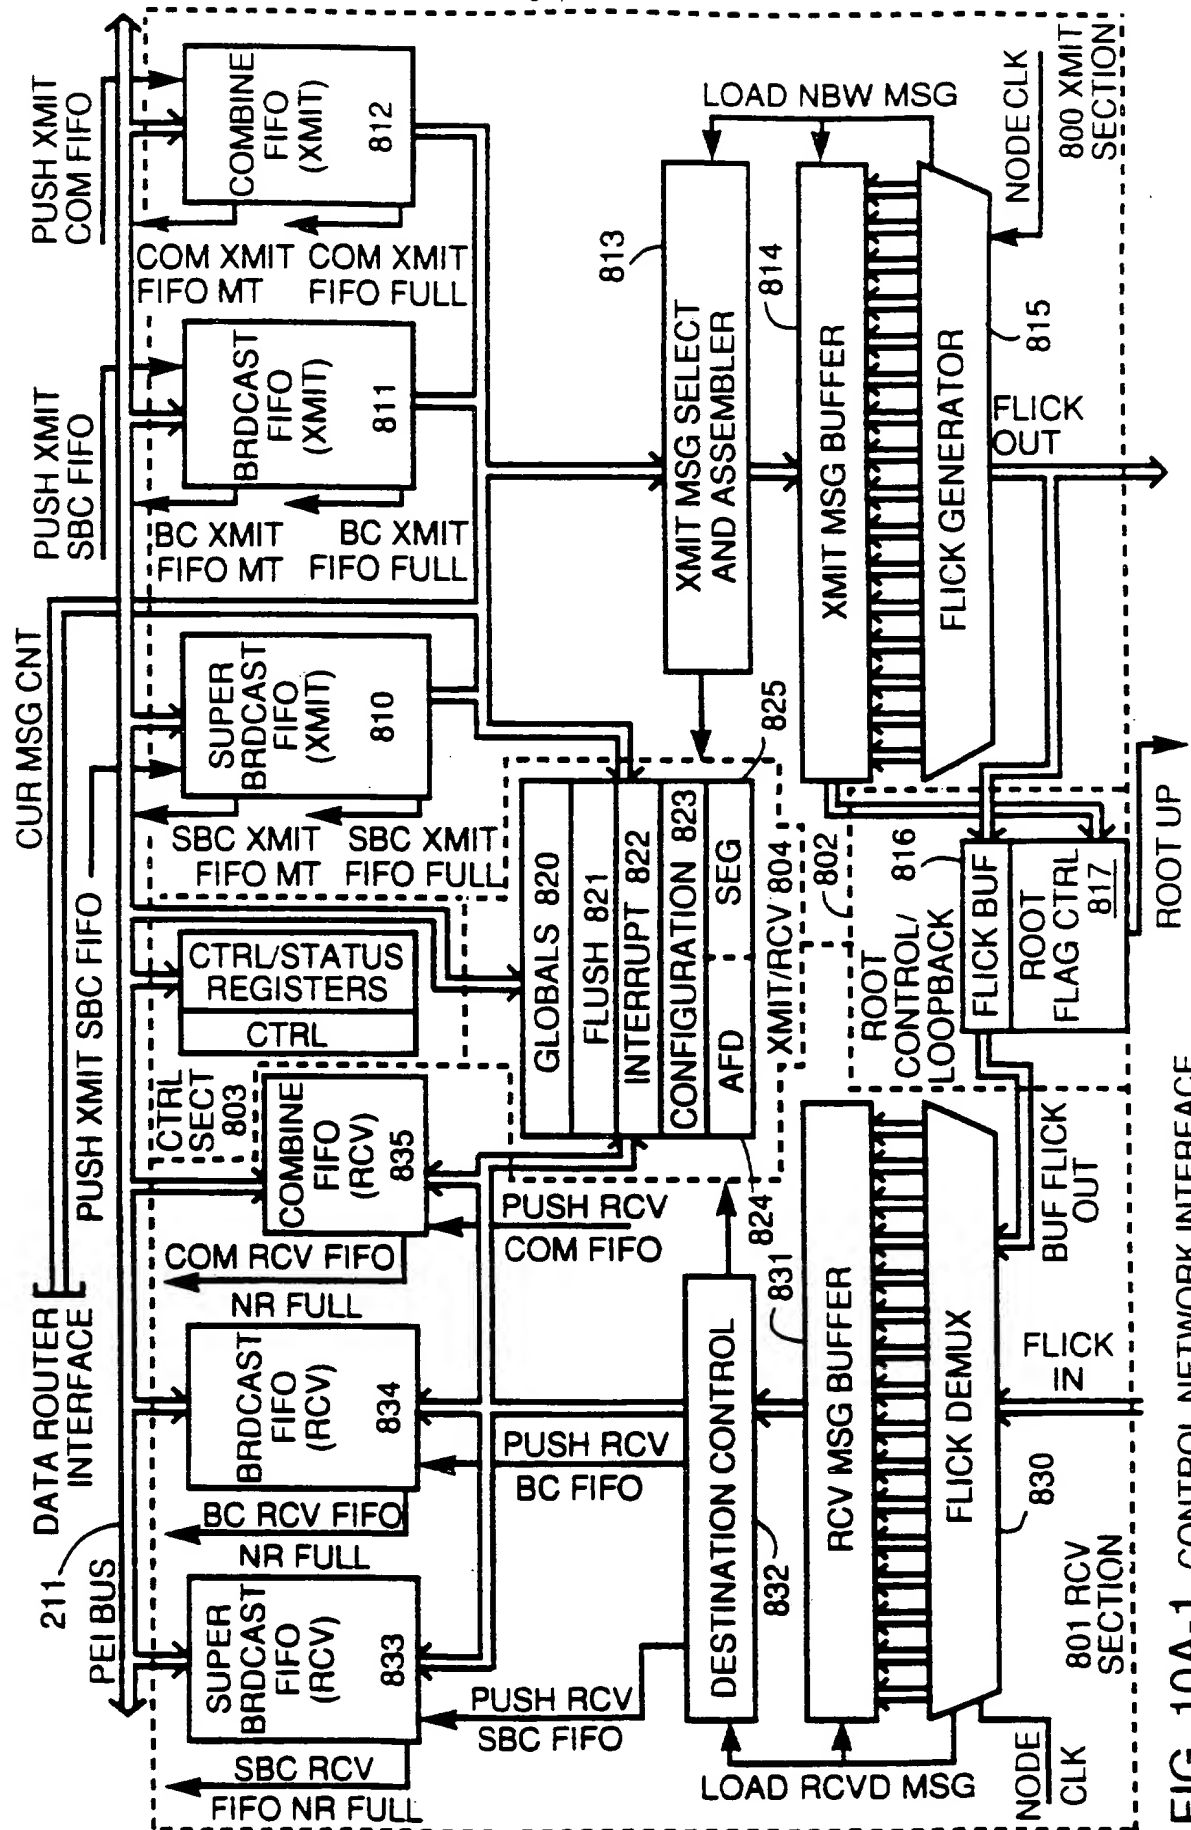 CUR MSG CNT
DATA ROUTER
INTERFACE
211
PEI BUS
PUSH XMIT SBC FIFO
PUSH XMIT
SBC FIFO
PUSH XMIT
COM FIFO
SUPER
BRDCAST
FIFO
(RCV)
833
BRDCAST
FIFO
(RCV)
834
CTRL
SECT
803
COMBINE
FIFO
(RCV)
835
CTRL/STATUS
REGISTERS
CTRL
SUPER
BRDCAST
FIFO
(XMIT)
810
BRDCAST
FIFO
(XMIT)
811
COMBINE
FIFO
(XMIT)
812
SBC RCV
FIFO NR FULL
BC RCV FIFO
NR FULL
COM RCV FIFO
NR FULL
SBC XMIT
FIFO MT
SBC XMIT
FIFO FULL
BC XMIT
FIFO MT
BC XMIT
FIFO FULL
COM XMIT
FIFO MT
COM XMIT
FIFO FULL
PUSH RCV
SBC FIFO
PUSH RCV
BC FIFO
PUSH RCV
COM FIFO
GLOBALS 820
FLUSH 821
INTERRUPT 822
CONFIGURATION 823
AFD
SEG
824
825
XMIT/RCV 804
802
DESTINATION CONTROL
832
XMIT MSG SELECT
AND ASSEMBLER
813
LOAD RCVD MSG
RCV MSG BUFFER
831
FLICK DEMUX
830
XMIT MSG BUFFER
814
FLICK GENERATOR
815
LOAD NBW MSG
ROOT
CONTROL/
LOOPBACK
816
FLICK BUF
ROOT
FLAG CTRL
817
NODE
CLK
FLICK
IN
BUF FLICK
OUT
FLICK
OUT
NODE CLK
801 RCV
SECTION
800 XMIT
SECTION
ROOT UP
FIG. 10A-1 CONTROL NETWORK INTERFACE